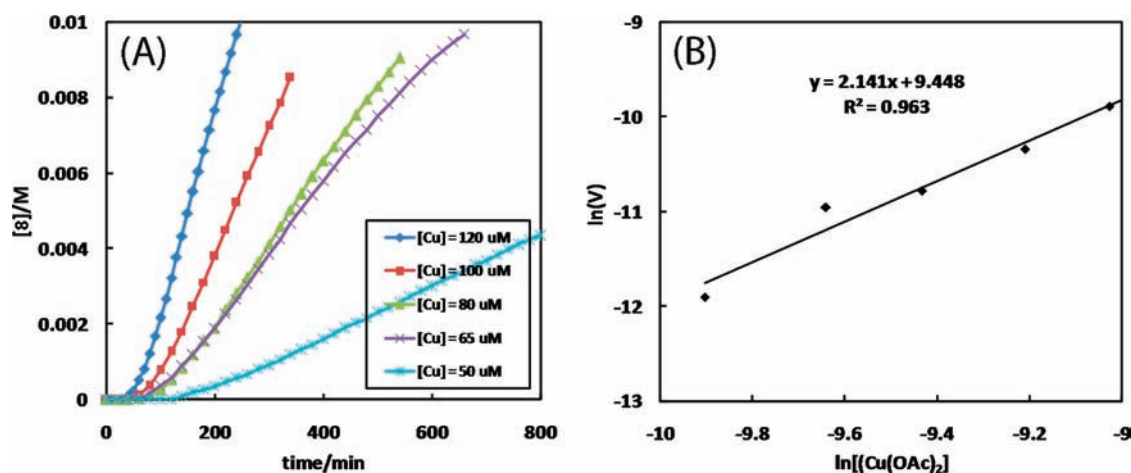 (A)
0.01
0.008
0.006
0.004
0.002
0
[8]/M
0 200 400 600 800
time/min
[Cu] = 120 uM
[Cu] = 100 uM
[Cu] = 80 uM
[Cu] = 65 uM
[Cu] = 50 uM
(B)
y = 2.141x + 9.448
R² = 0.963
-9
-10
-11
-12
-13
ln(V)
-10 -9.8 -9.6 -9.4 -9.2 -9
ln[(Cu(OAc)₂]